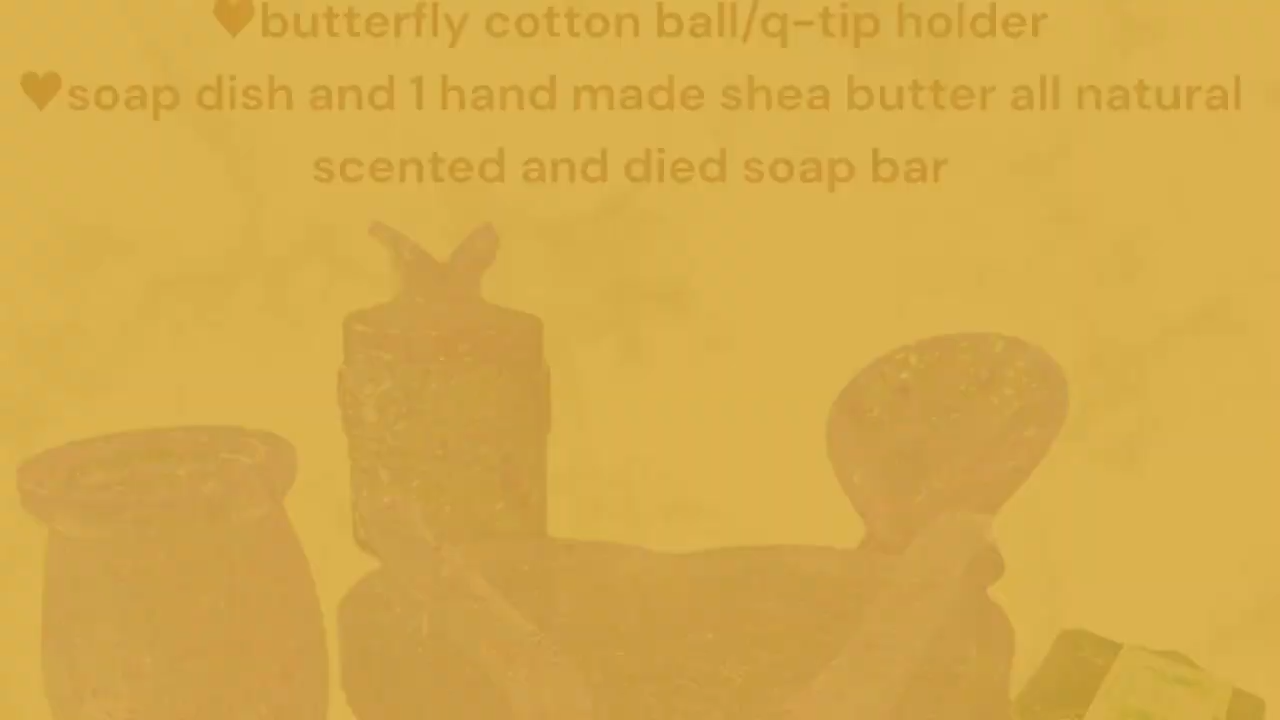 ♥butterfly cotton ball/q-tip holder
♥soap dish and 1 hand made shea butter all natural
scented and died soap bar